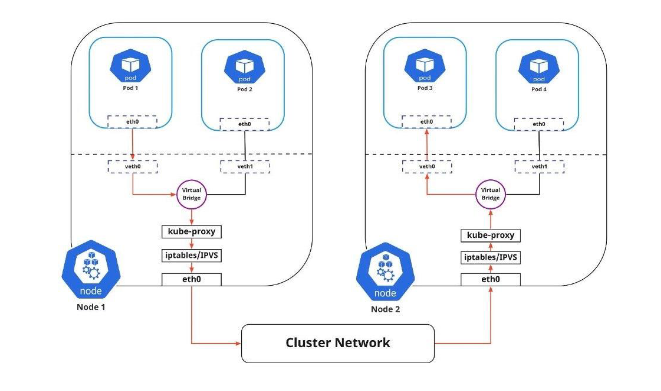 pod
Pod 1
pod
Pod 2
eth0
eth0
veth0
veth1
Virtual
Bridge
kube-proxy
iptables/IPVS
eth0
node
Node 1
pod
Pod 3
pod
Pod 4
eth0
eth0
veth0
veth1
Virtual
Bridge
kube-proxy
iptables/IPVS
eth0
node
Node 2
Cluster Network